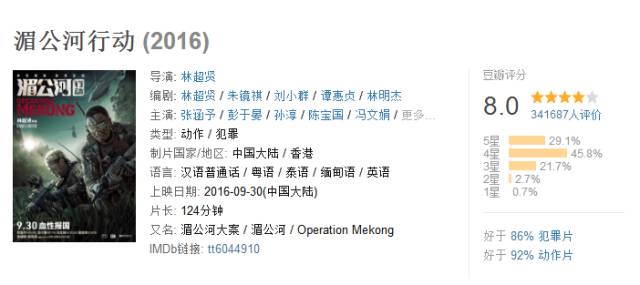 湄公河行动 (2016)
湄公河行动
OPERATION
MEKONG
9.30 血性报国
导演: 林超贤
编剧: 林超贤 / 朱镜祺 / 刘小群 / 谭惠贞 / 林明杰
主演: 张涵予 / 彭于晏 / 孙淳 / 陈宝国 / 冯文娟 / 更多...
类型: 动作 / 犯罪
制片国家/地区: 中国大陆 / 香港
语言: 汉语普通话 / 粤语 / 泰语 / 缅甸语 / 英语
上映日期: 2016-09-30(中国大陆)
片长: 124分钟
又名: 湄公河大案 / 湄公河 / Operation Mekong
IMDb链接: tt6044910
豆瓣评分
8.0
341687人评价
5星 29.1%
4星 45.8%
3星 21.7%
2星 2.7%
1星 0.7%
好于 86% 犯罪片
好于 92% 动作片